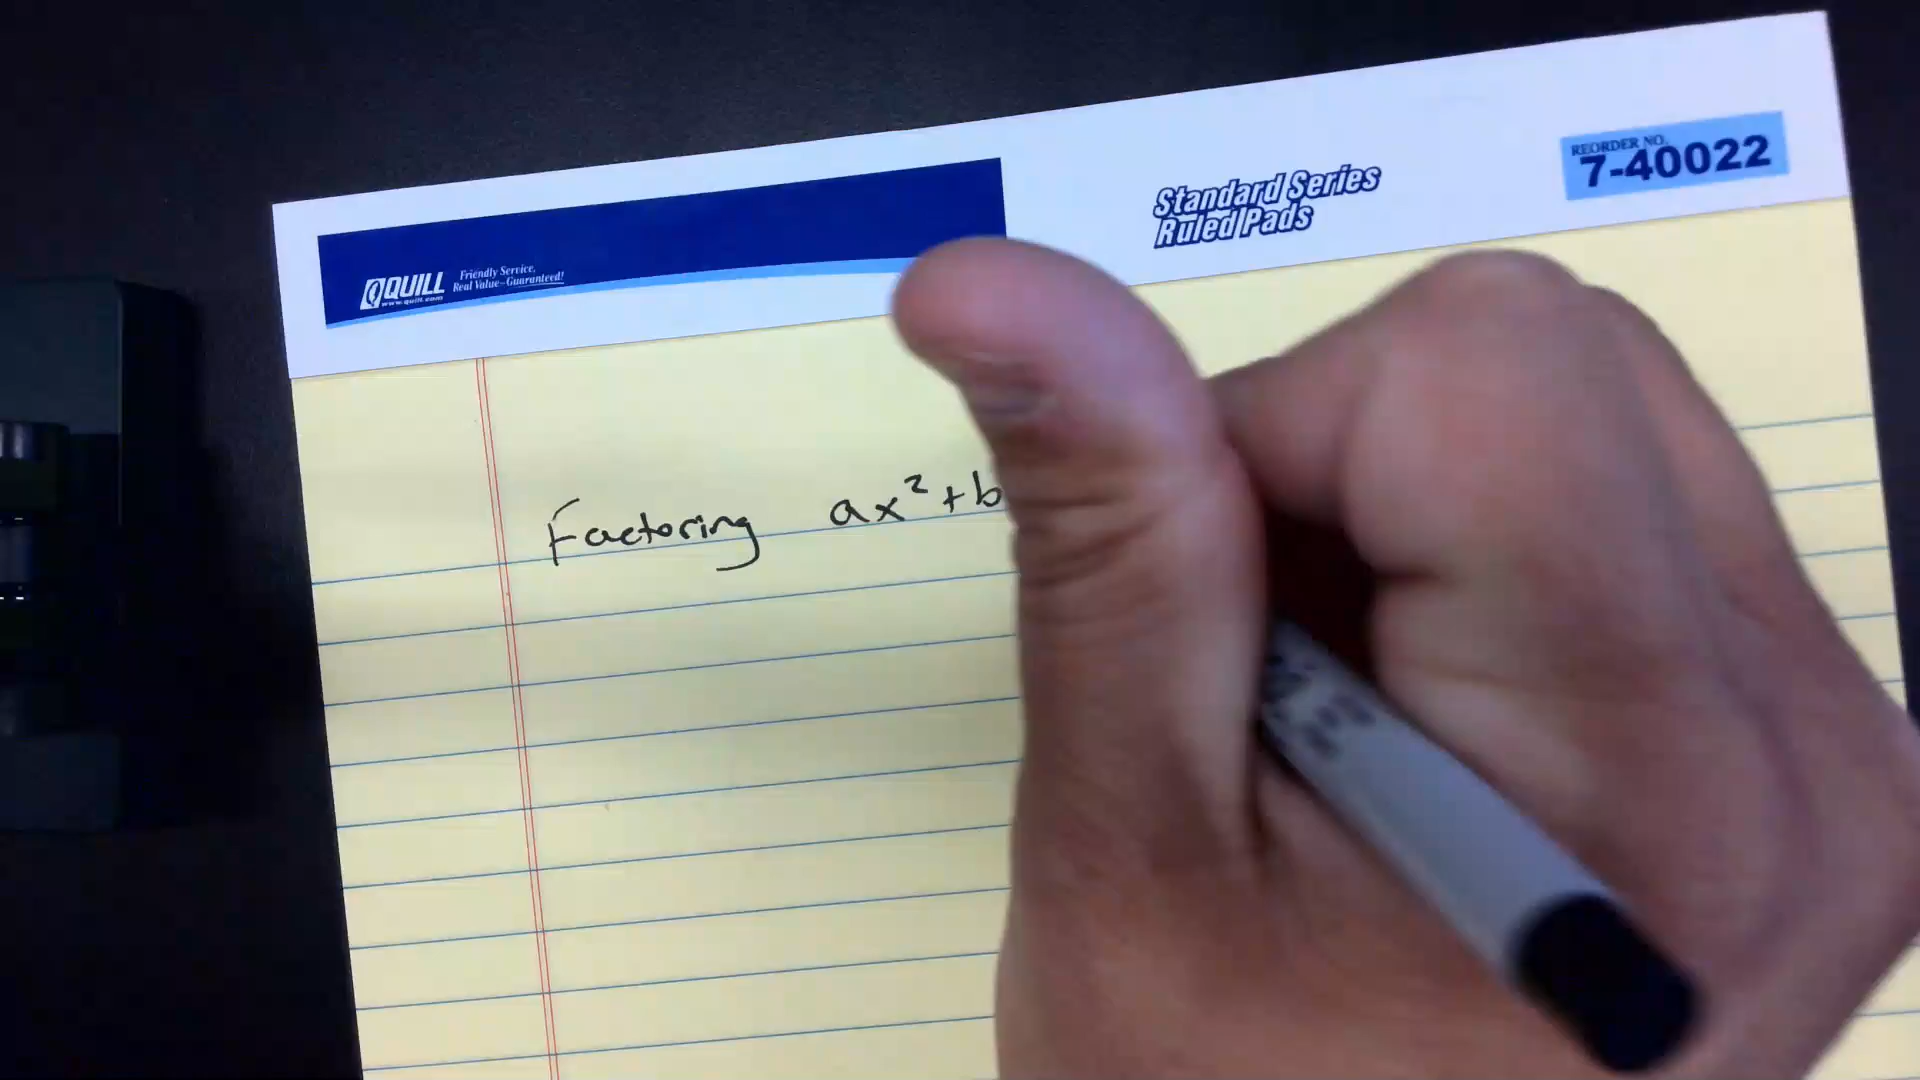 REORDER NO.
7-40022
Standard Series
Ruled Pads
QUILL
www.quill.com
Friendly Service,
Real Value-Guaranteed!
Factoring ax²+b